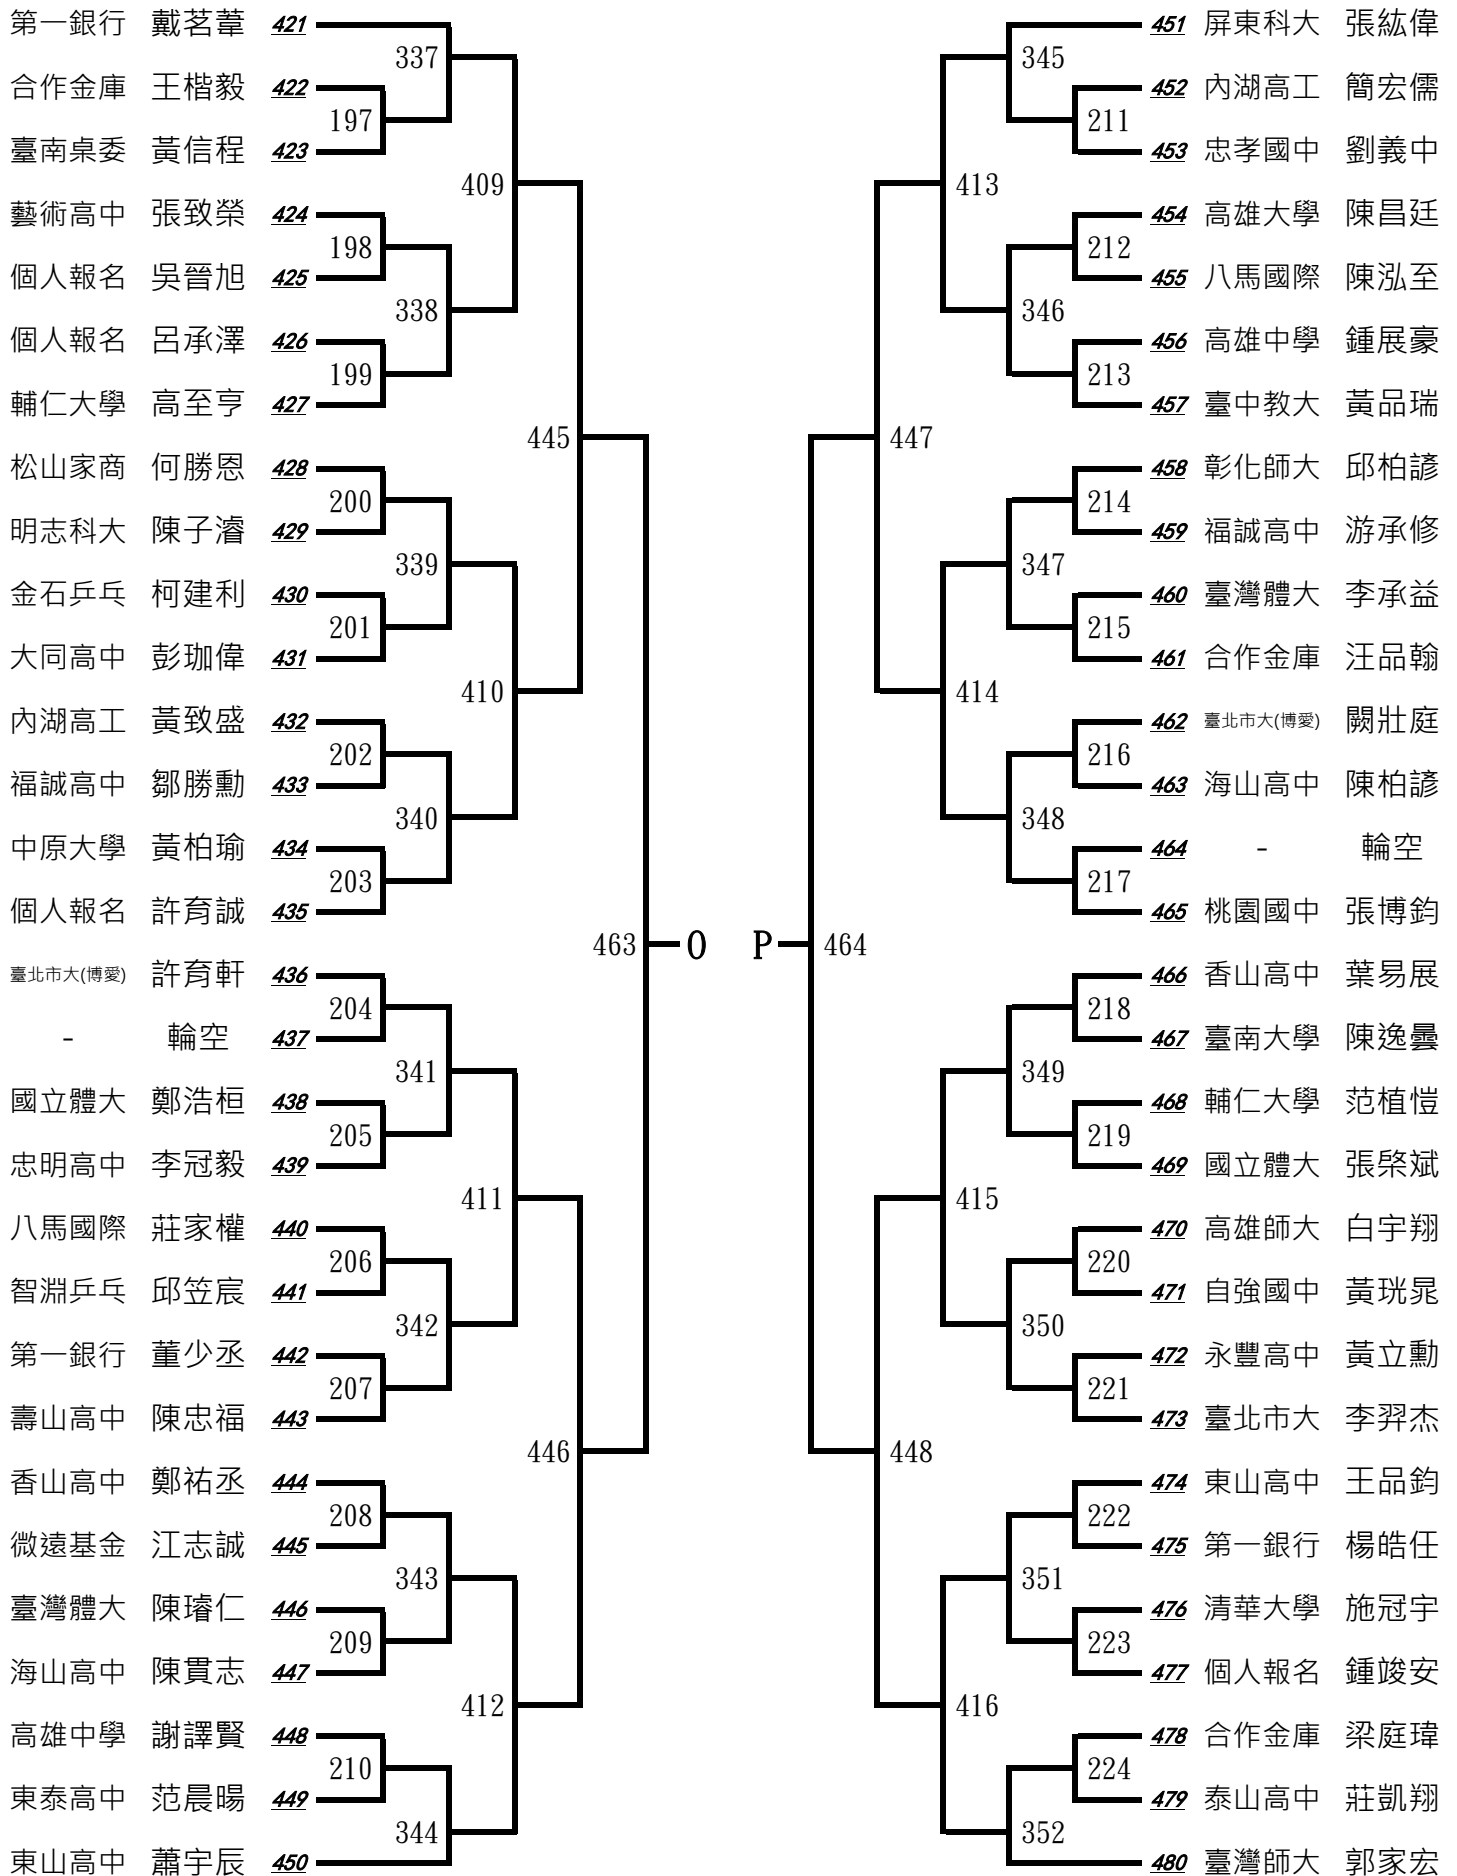 第一銀行 戴茗葦 421
337
合作金庫 王楷毅 422
197
臺南桌委 黃信程 423
409
藝術高中 張致榮 424
198
個人報名 吳晉旭 425
338
個人報名 呂承澤 426
199
輔仁大學 高至亨 427
445
松山家商 何勝恩 428
200
明志科大 陳子濬 429
339
金石乒乓 柯建利 430
201
大同高中 彭珈偉 431
410
內湖高工 黃致盛 432
202
福誠高中 鄒勝勳 433
340
中原大學 黃柏瑜 434
203
個人報名 許育誠 435
463 O
臺北市大(博愛) 許育軒 436
204
- 輪空 437
341
國立體大 鄭浩桓 438
205
忠明高中 李冠毅 439
411
八馬國際 莊家權 440
206
智淵乒乓 邱笠宸 441
342
第一銀行 董少丞 442
207
壽山高中 陳忠福 443
446
香山高中 鄭祐丞 444
208
微遠基金 江志誠 445
343
臺灣體大 陳璿仁 446
209
海山高中 陳貫志 447
412
高雄中學 謝譯賢 448
210
東泰高中 范晨暘 449
344
東山高中 蕭宇辰 450
451 屏東科大 張紘偉
345
452 內湖高工 簡宏儒
211
453 忠孝國中 劉義中
413
454 高雄大學 陳昌廷
212
455 八馬國際 陳泓至
346
456 高雄中學 鍾展豪
213
457 臺中教大 黃品瑞
447
458 彰化師大 邱柏諺
214
459 福誠高中 游承修
347
460 臺灣體大 李承益
215
461 合作金庫 汪品翰
414
462 臺北市大(博愛) 闕壯庭
216
463 海山高中 陳柏諺
348
464 - 輪空
217
465 桃園國中 張博鈞
P 464
466 香山高中 葉易展
218
467 臺南大學 陳逸曇
349
468 輔仁大學 范植愷
219
469 國立體大 張棨斌
415
470 高雄師大 白宇翔
220
471 自強國中 黃珖晁
350
472 永豐高中 黃立勳
221
473 臺北市大 李羿杰
448
474 東山高中 王品鈞
222
475 第一銀行 楊皓任
351
476 清華大學 施冠宇
223
477 個人報名 鍾竣安
416
478 合作金庫 梁庭瑋
224
479 泰山高中 莊凱翔
352
480 臺灣師大 郭家宏